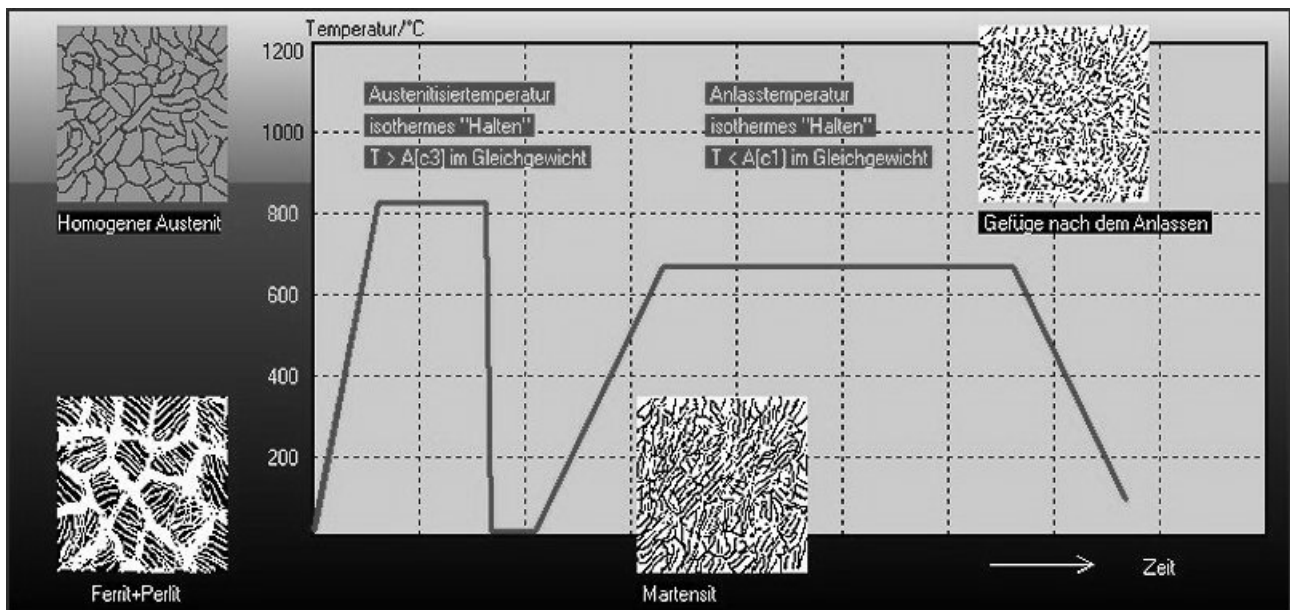 Temperatur/°C
1200
1000
800
600
400
200
Austenitisiertemperatur
isothermes "Halten"
T > A[c3] im Gleichgewicht
Anlasstemperatur
isothermes "Halten"
T < A[c1] im Gleichgewicht
Homogener Austenit
Gefüge nach dem Anlassen
Ferrit+Perlit
Martensit
Zeit